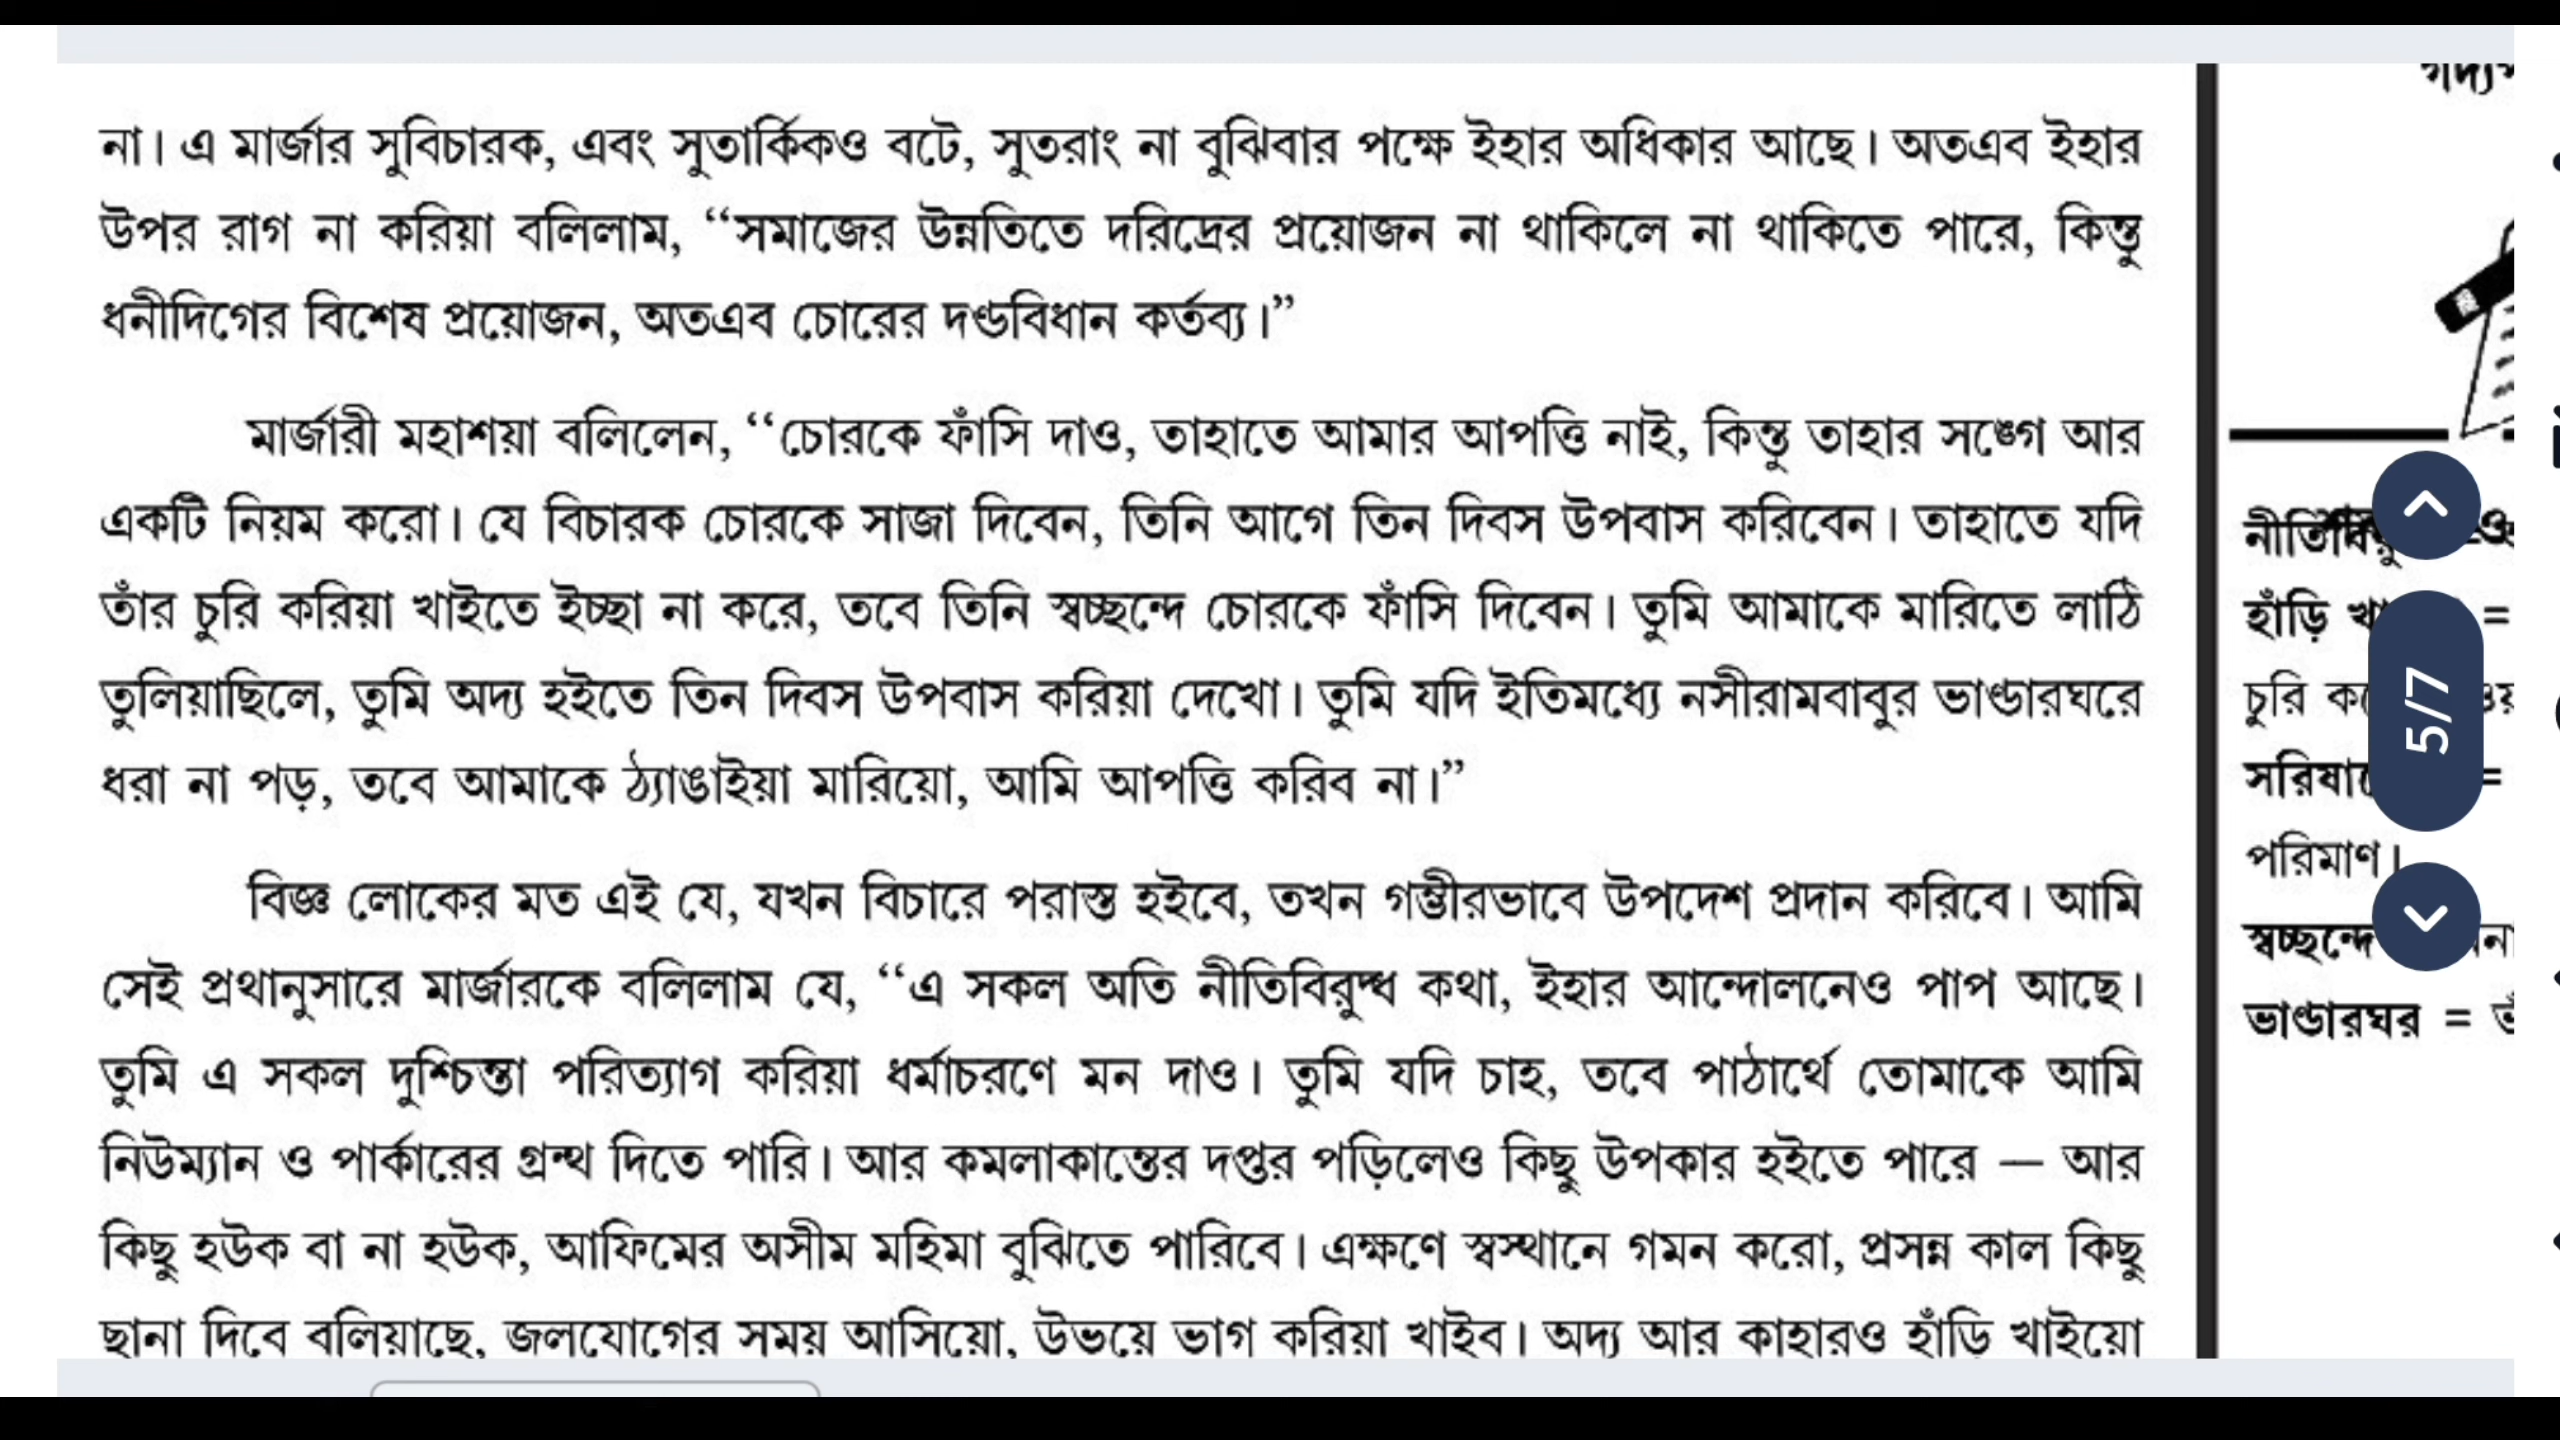 না। এ মার্জার সুবিচারক, এবং সুতার্কিকও বটে, সুতরাং না বুঝিবার পক্ষে ইহার অধিকার আছে। অতএব ইহার
উপর রাগ না করিয়া বলিলাম, ‘‘সমাজের উন্নতিতে দরিদ্রের প্রয়োজন না থাকিলে না থাকিতে পারে, কিন্তু
ধনীদিগের বিশেষ প্রয়োজন, অতএব চোরের দণ্ডবিধান কর্তব্য।”
মার্জারী মহাশয়া বলিলেন, ‘‘চোরকে ফাঁসি দাও, তাহাতে আমার আপত্তি নাই, কিন্তু তাহার সঙ্গে আর
একটি নিয়ম করো। যে বিচারক চোরকে সাজা দিবেন, তিনি আগে তিন দিবস উপবাস করিবেন। তাহাতে যদি
তাঁর চুরি করিয়া খাইতে ইচ্ছা না করে, তবে তিনি স্বচ্ছন্দে চোরকে ফাঁসি দিবেন। তুমি আমাকে মারিতে লাঠি
তুলিয়াছিলে, তুমি অদ্য হইতে তিন দিবস উপবাস করিয়া দেখো। তুমি যদি ইতিমধ্যে নসীরামবাবুর ভাণ্ডারঘরে
ধরা না পড়, তবে আমাকে ঠ্যাঙাইয়া মারিয়ো, আমি আপত্তি করিব না।”
বিজ্ঞ লোকের মত এই যে, যখন বিচারে পরাস্ত হইবে, তখন গম্ভীরভাবে উপদেশ প্রদান করিবে। আমি
সেই প্রথানুসারে মার্জারকে বলিলাম যে, ‘‘এ সকল অতি নীতিবিরুদ্ধ কথা, ইহার আন্দোলনেও পাপ আছে।
তুমি এ সকল দুশ্চিন্তা পরিত্যাগ করিয়া ধর্মাচরণে মন দাও। তুমি যদি চাহ, তবে পাঠার্থে তোমাকে আমি
নিউম্যান ও পার্কারের গ্রন্থ দিতে পারি। আর কমলাকান্তের দপ্তর পড়িলেও কিছু উপকার হইতে পারে — আর
কিছু হউক বা না হউক, আফিমের অসীম মহিমা বুঝিতে পারিবে। এক্ষণে স্বস্থানে গমন করো, প্রসন্ন কাল কিছু
ছানা দিবে বলিয়াছে, জলযোগের সময় আসিয়ো, উভয়ে ভাগ করিয়া খাইব। অদ্য আর কাহারও হাঁড়ি খাইয়ো
হাঁড়ি =
চুরি
=
পরিমাণ।
স্বচ্ছন্দে
ভাণ্ডারঘর =
5/7